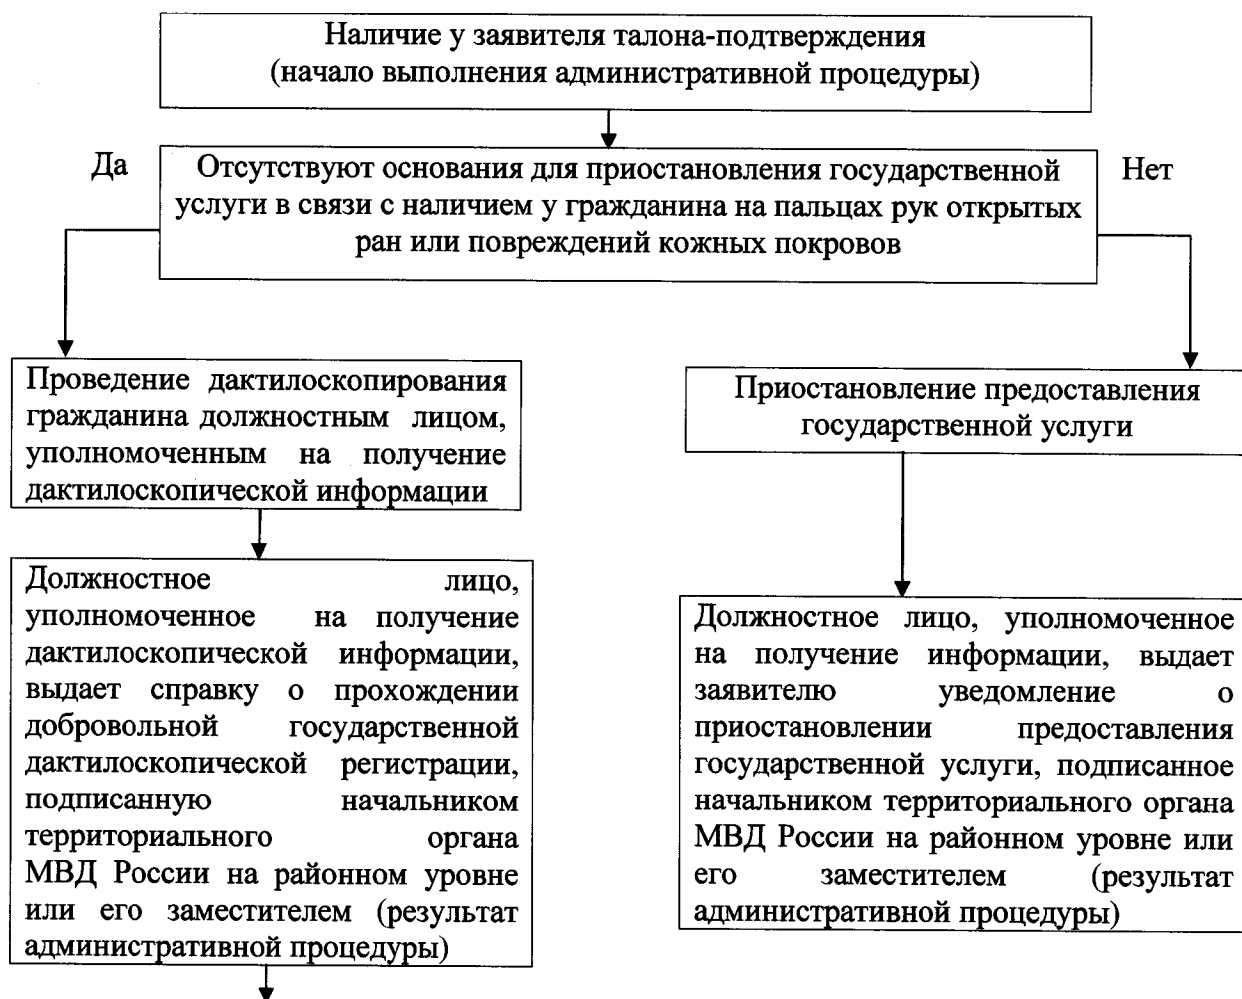 Наличие у заявителя талона-подтверждения
(начало выполнения административной процедуры)
Да
Отсутствуют основания для приостановления государственной
услуги в связи с наличием у гражданина на пальцах рук открытых
ран или повреждений кожных покровов
Нет
Проведение дактилоскопирования
гражданина должностным лицом,
уполномоченным на получение
дактилоскопической информации
Приостановление предоставления
государственной услуги
Должностное лицо,
уполномоченное на получение
дактилоскопической информации,
выдает справку о прохождении
добровольной государственной
дактилоскопической регистрации,
подписанную начальником
территориального органа
МВД России на районном уровне
или его заместителем (результат
административной процедуры)
Должностное лицо, уполномоченное
на получение информации, выдает
заявителю уведомление о
приостановлении предоставления
государственной услуги, подписанное
начальником территориального органа
МВД России на районном уровне или
его заместителем (результат
административной процедуры)